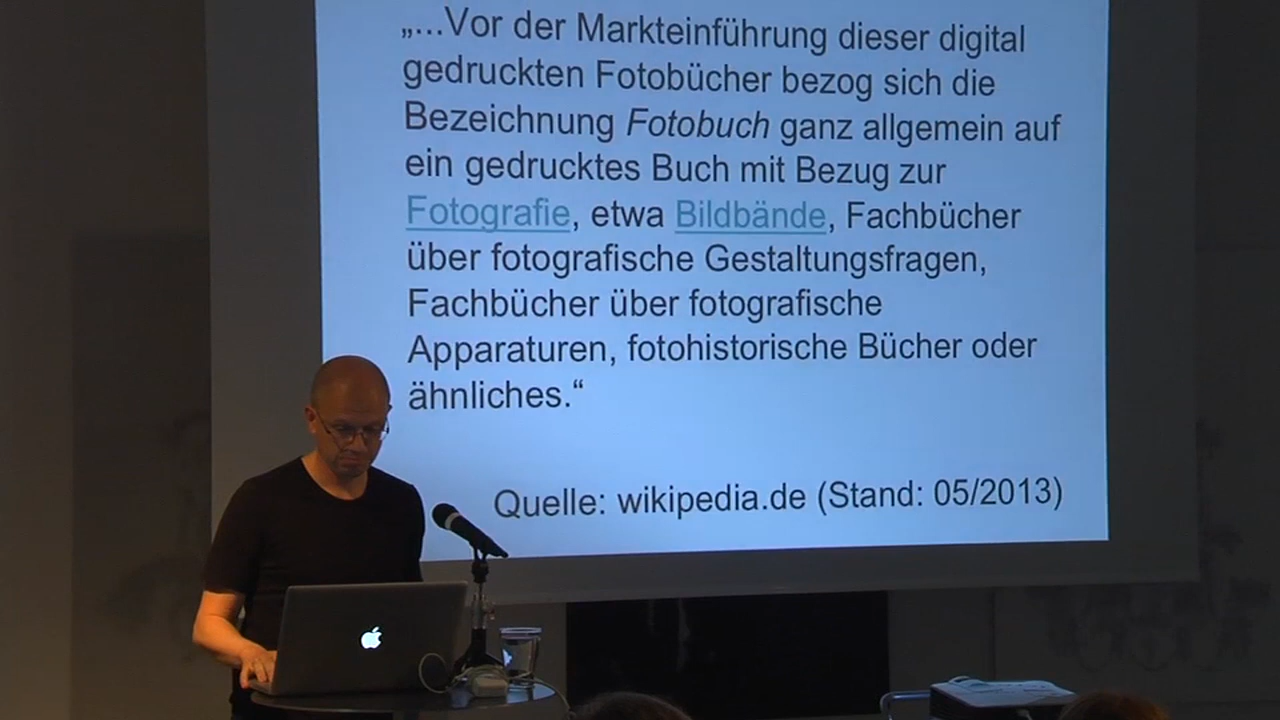 „...Vor der Markteinführung dieser digital
gedruckten Fotobücher bezog sich die
Bezeichnung Fotobuch ganz allgemein auf
ein gedrucktes Buch mit Bezug zur
Fotografie, etwa Bildbände, Fachbücher
über fotografische Gestaltungsfragen,
Fachbücher über fotografische
Apparaturen, fotohistorische Bücher oder
ähnliches.“
Quelle: wikipedia.de (Stand: 05/2013)